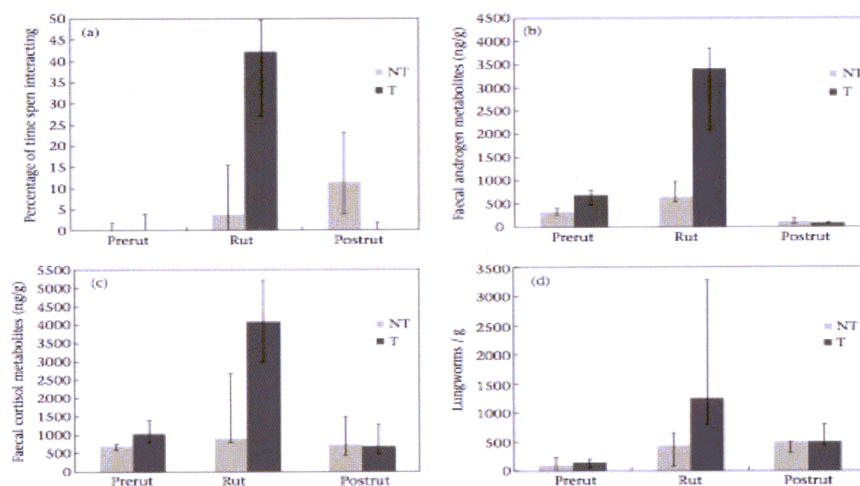 (a)
Percentage of time spen interacting
50
45
40
35
30
25
20
15
10
5
0
NT
T
Prerut Rut Postrut
(b)
Faecal androgen metabolites (ng/g)
4500
4000
3500
3000
2500
2000
1500
1000
500
0
NT
T
Prerut Rut Postrut
(c)
Faecal cortisol metabolites (ng/g)
5500
5000
4500
4000
3500
3000
2500
2000
1500
1000
500
0
NT
T
Prerut Rut Postrut
(d)
Lungworms / g
3500
3000
2500
2000
1500
1000
500
0
NT
T
Prerut Rut Postrut